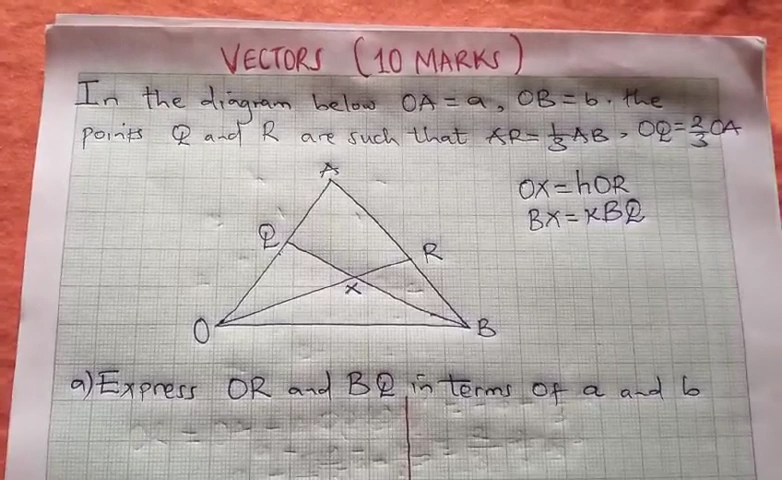 VECTORS (10 MARKS)
In the diagram below OA = a, OB = b. the
points Q and R are such that AR = 1/3 AB, OQ = 2/3 OA
OX = hOR
BX = KBQ
A
Q
R
X
O
B
a) Express OR and BQ in terms of a and b